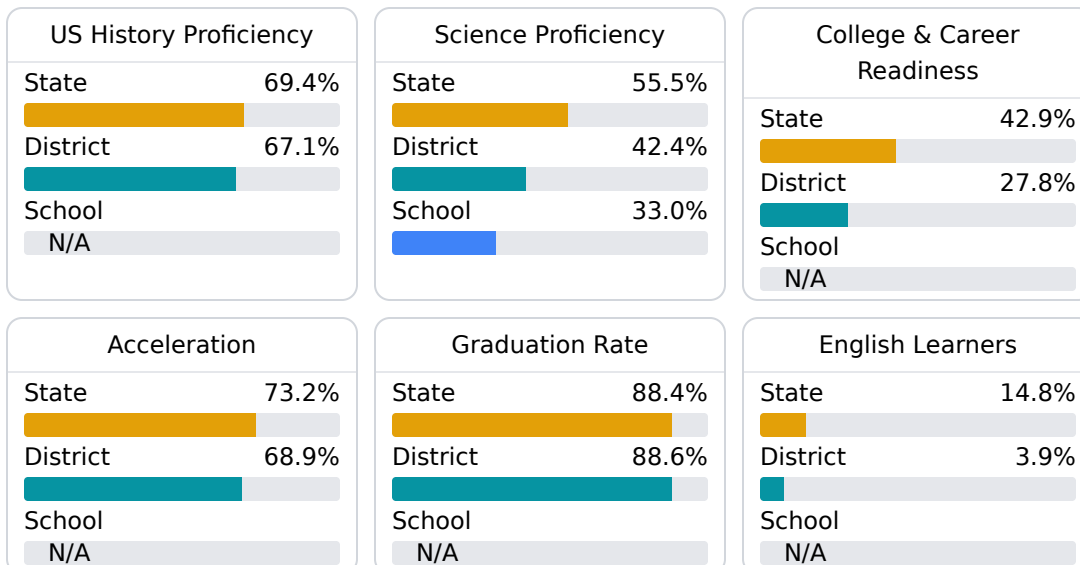 US History Proficiency
State 69.4%
District 67.1%
School
N/A
Science Proficiency
State 55.5%
District 42.4%
School 33.0%
College & Career
Readiness
State 42.9%
District 27.8%
School
N/A
Acceleration
State 73.2%
District 68.9%
School
N/A
Graduation Rate
State 88.4%
District 88.6%
School
N/A
English Learners
State 14.8%
District 3.9%
School
N/A